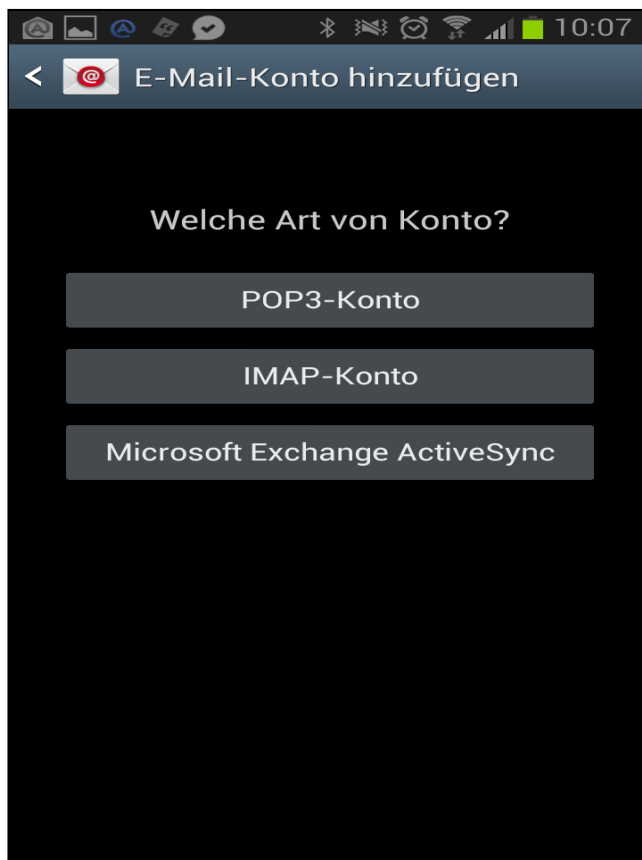 10:07
E-Mail-Konto hinzufügen
Welche Art von Konto?
POP3-Konto
IMAP-Konto
Microsoft Exchange ActiveSync